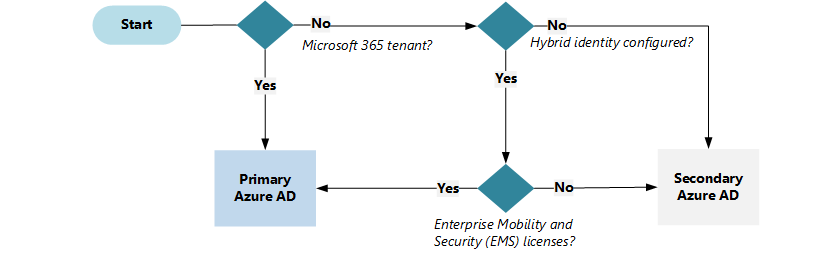 Start
No
Microsoft 365 tenant?
No
Hybrid identity configured?
Yes
Yes
Primary
Azure AD
Yes
No
Secondary
Azure AD
Enterprise Mobility and
Security (EMS) licenses?